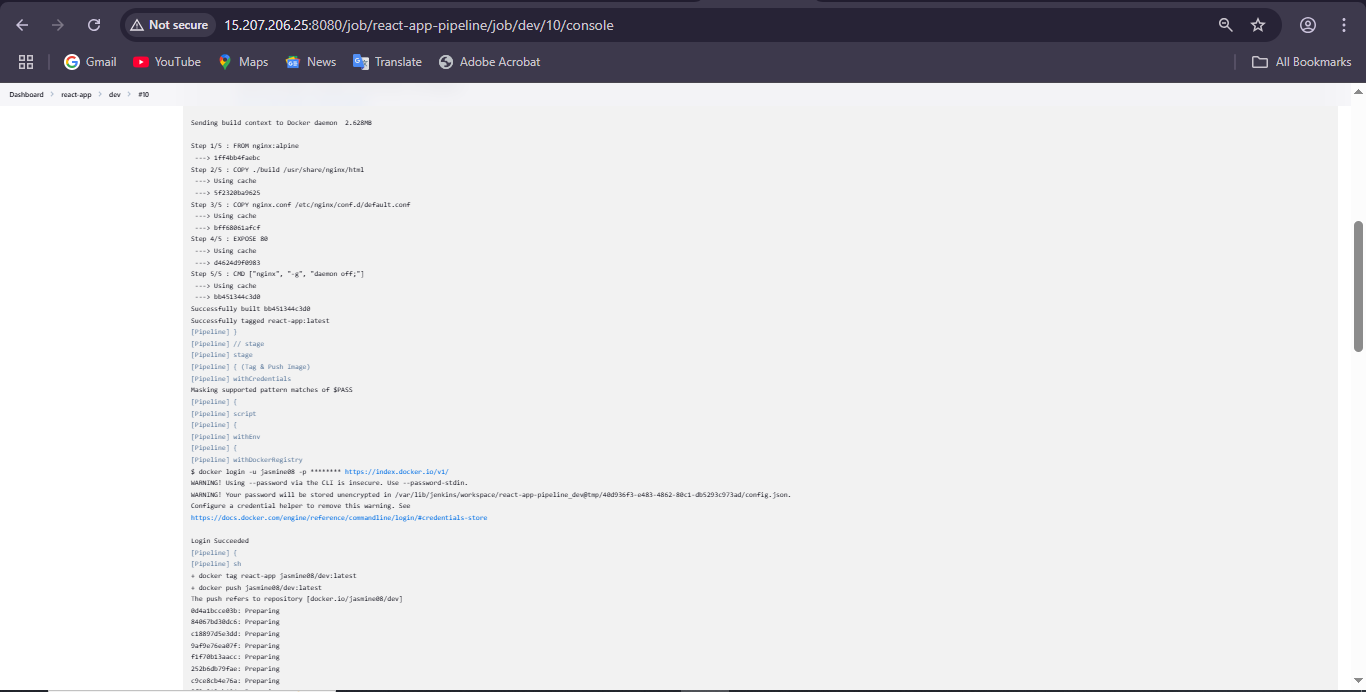 Not secure 15.207.206.25:8080/job/react-app-pipeline/job/dev/10/console
Gmail YouTube Maps News Translate Adobe Acrobat All Bookmarks
Dashboard > react-app > dev > #10
Sending build context to Docker daemon  2.628MB
Step 1/5 : FROM nginx:alpine
---> 1ff4bb4faebc
Step 2/5 : COPY ./build /usr/share/nginx/html
---> Using cache
---> 5f2320ba9625
Step 3/5 : COPY nginx.conf /etc/nginx/conf.d/default.conf
---> Using cache
---> bff68061afcf
Step 4/5 : EXPOSE 80
---> Using cache
---> d4624d9f0983
Step 5/5 : CMD ["nginx", "-g", "daemon off;"]
---> Using cache
---> bb451344c3d0
Successfully built bb451344c3d0
Successfully tagged react-app:latest
[Pipeline] }
[Pipeline] // stage
[Pipeline] stage
[Pipeline] { (Tag & Push Image)
[Pipeline] withCredentials
Masking supported pattern matches of $PASS
[Pipeline] {
[Pipeline] script
[Pipeline] {
[Pipeline] withEnv
[Pipeline] {
[Pipeline] withDockerRegistry
$ docker login -u jasmine08 -p ******** https://index.docker.io/v1/
WARNING! Using --password via the CLI is insecure. Use --password-stdin.
WARNING! Your password will be stored unencrypted in /var/lib/jenkins/workspace/react-app-pipeline_dev@tmp/40d936f3-e483-4862-80c1-db5293c973ad/config.json.
Configure a credential helper to remove this warning. See
https://docs.docker.com/engine/reference/commandline/login/#credentials-store
Login Succeeded
[Pipeline] {
[Pipeline] sh
+ docker tag react-app jasmine08/dev:latest
+ docker push jasmine08/dev:latest
The push refers to repository [docker.io/jasmine08/dev]
0d4a1bcce03b: Preparing
84067bd30dc6: Preparing
c18897d5e3dd: Preparing
9af9e76ea07f: Preparing
f1f70b13aacc: Preparing
252b6db79fae: Preparing
c9ce8cb4e76a: Preparing